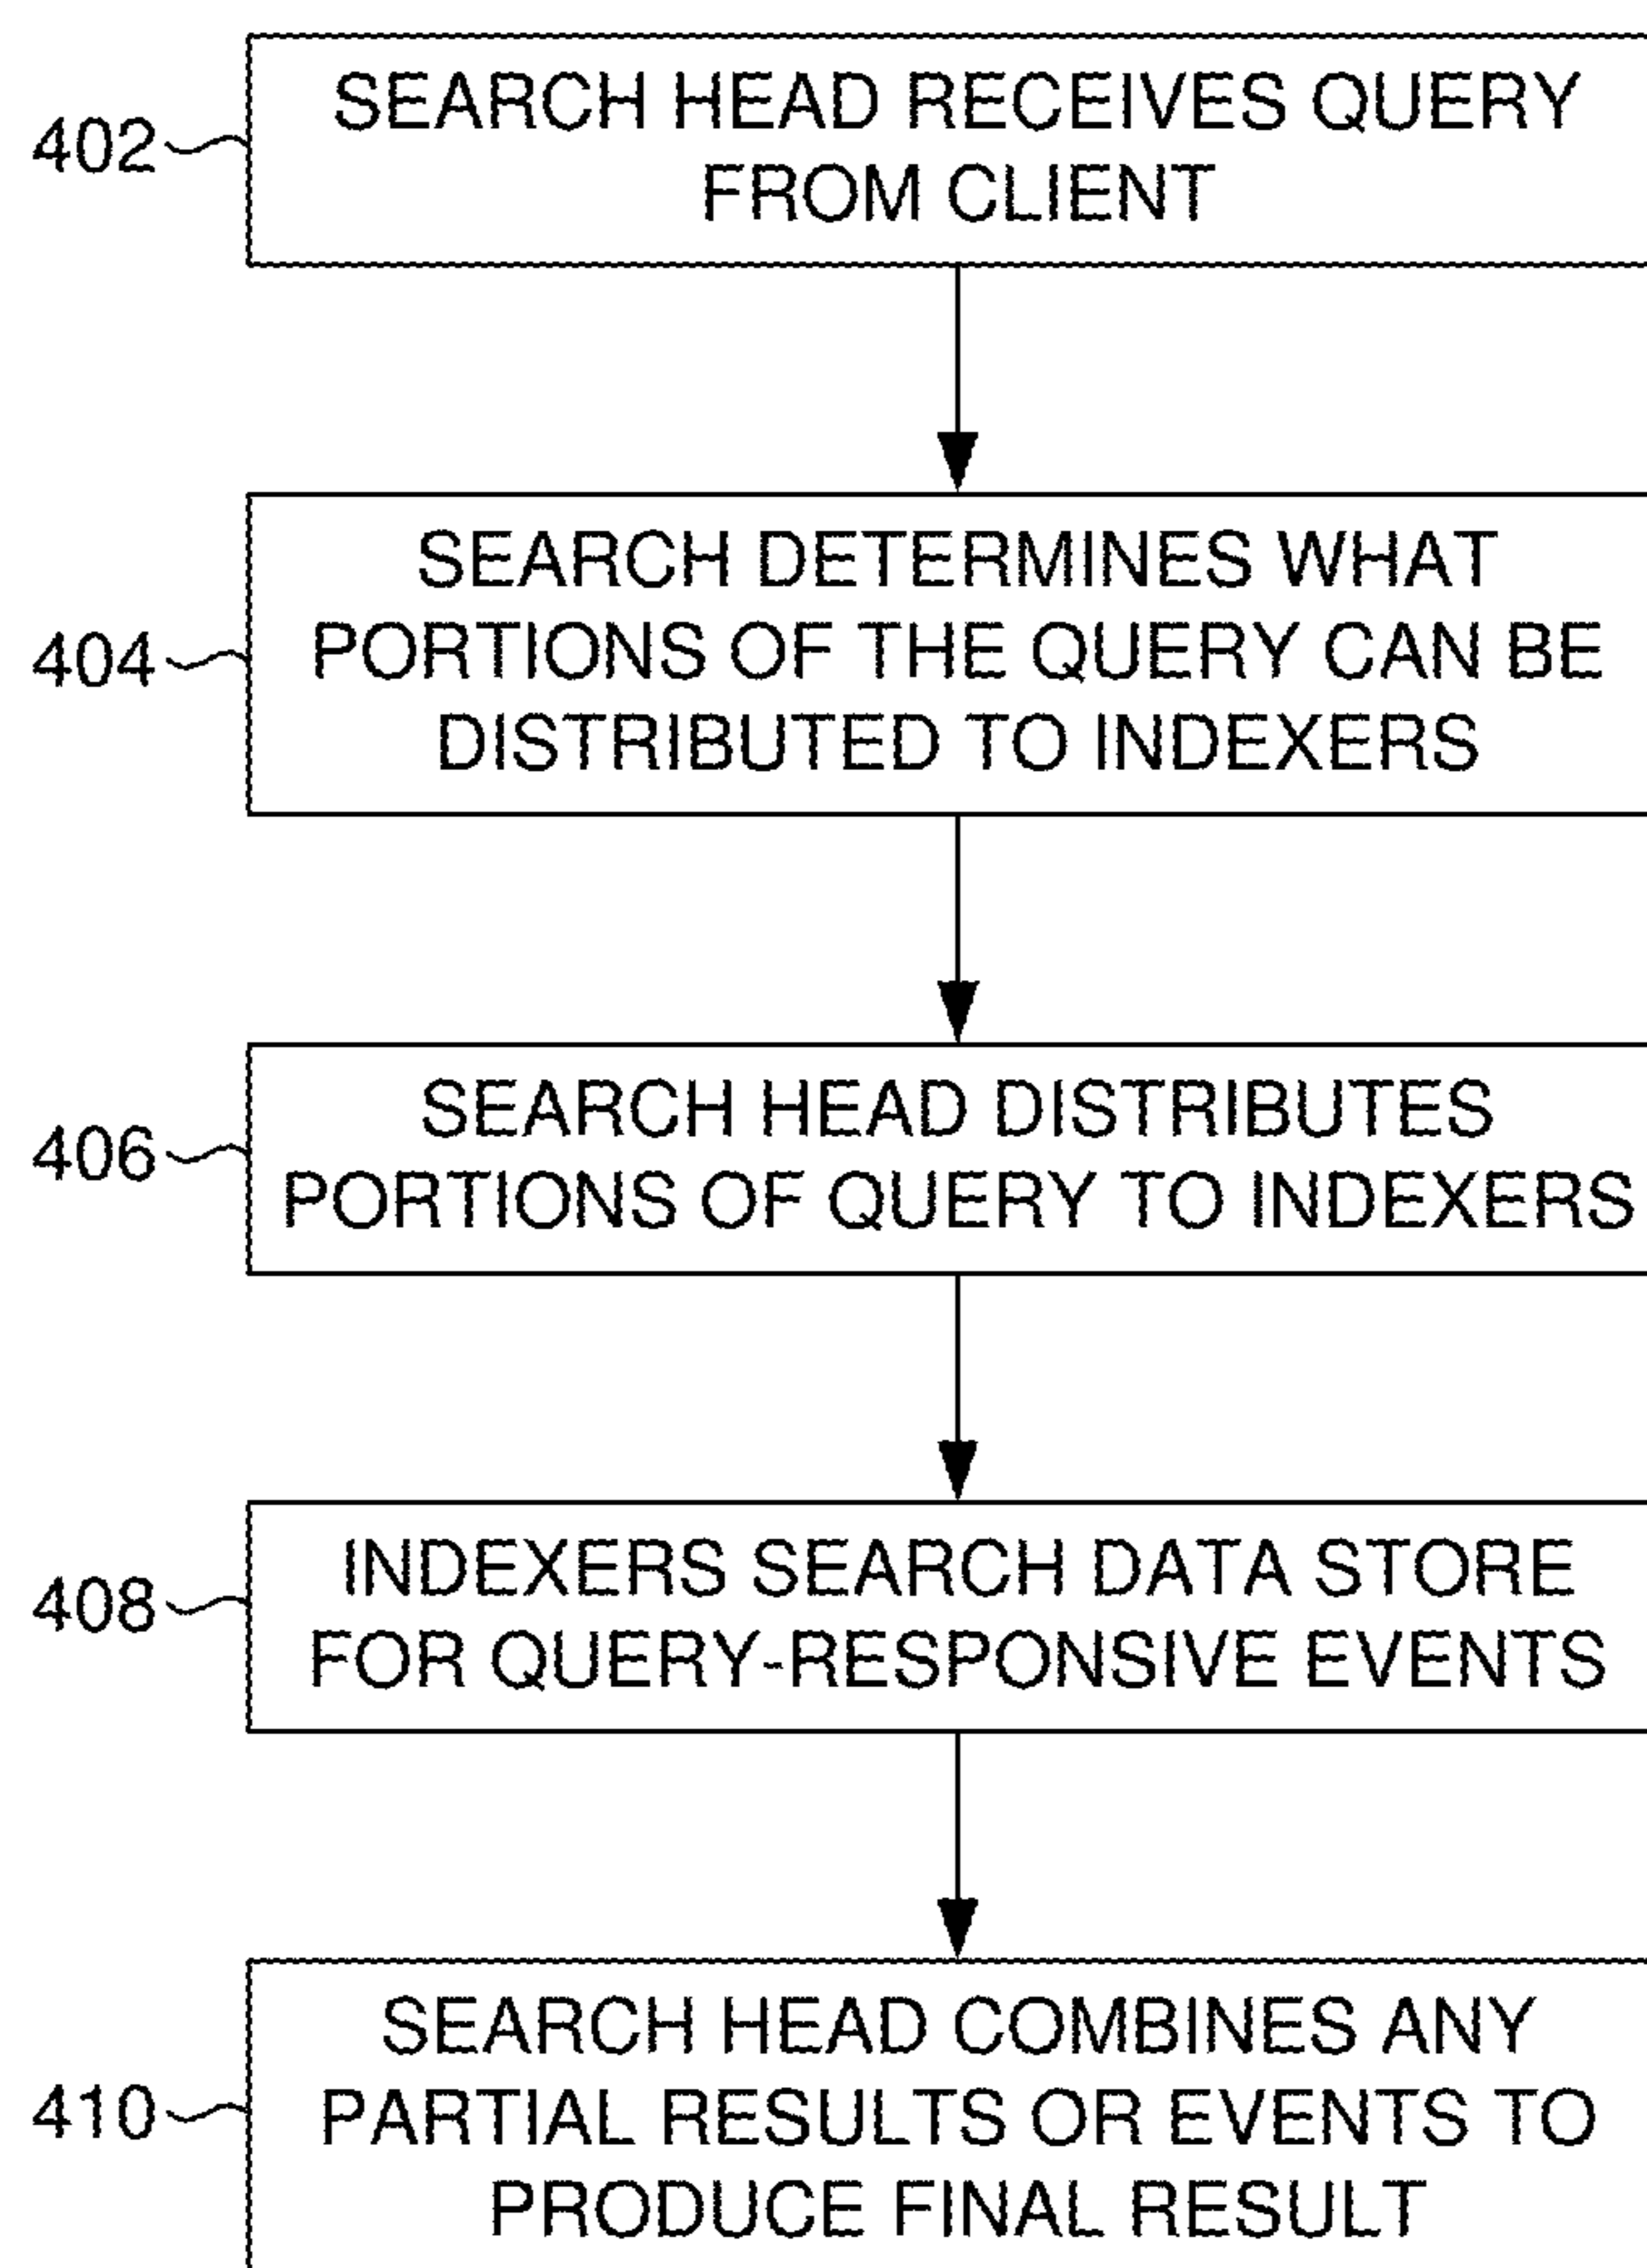 402
SEARCH HEAD RECEIVES QUERY
FROM CLIENT
404
SEARCH DETERMINES WHAT
PORTIONS OF THE QUERY CAN BE
DISTRIBUTED TO INDEXERS
406
SEARCH HEAD DISTRIBUTES
PORTIONS OF QUERY TO INDEXERS
408
INDEXERS SEARCH DATA STORE
FOR QUERY-RESPONSIVE EVENTS
410
SEARCH HEAD COMBINES ANY
PARTIAL RESULTS OR EVENTS TO
PRODUCE FINAL RESULT